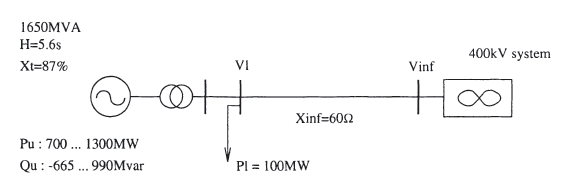 1650MVA
H=5.6s
Xt=87%
Vl
Vinf
400kV system
Xinf=60Ω
Pu : 700 ... 1300MW
Qu : -665 ... 990Mvar
Pl = 100MW